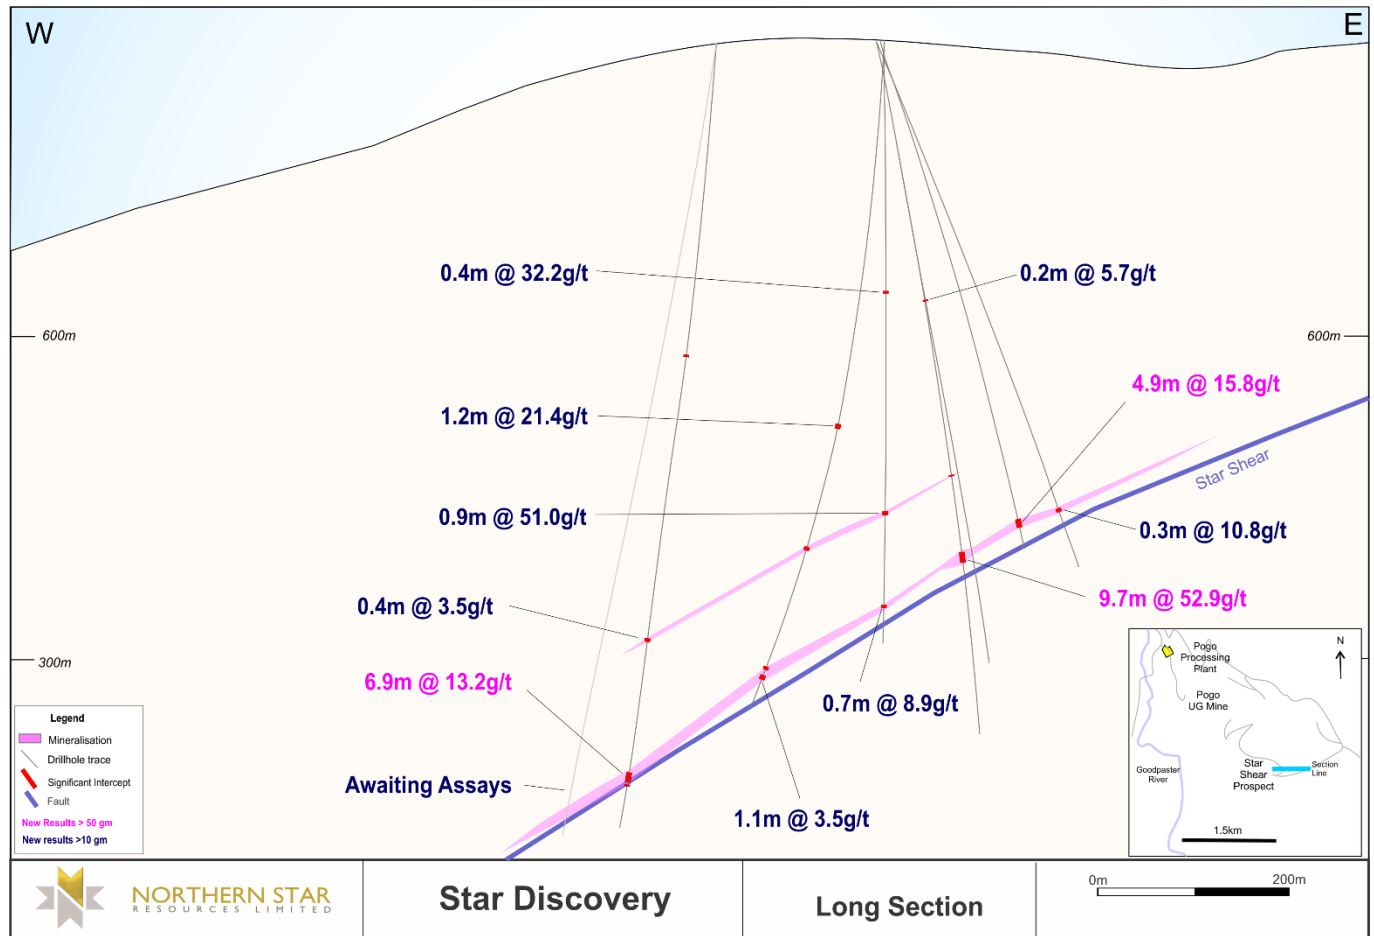 W
E
0.4m @ 32.2g/t
0.2m @ 5.7g/t
600m
600m
4.9m @ 15.8g/t
1.2m @ 21.4g/t
Star Shear
0.9m @ 51.0g/t
0.3m @ 10.8g/t
0.4m @ 3.5g/t
9.7m @ 52.9g/t
300m
6.9m @ 13.2g/t
0.7m @ 8.9g/t
Awaiting Assays
1.1m @ 3.5g/t
Legend
Mineralisation
Drillhole trace
Significant Intercept
Fault
New Results > 50 gm
New results >10 gm
N
Pogo
Processing
Plant
Pogo
UG Mine
Goodpaster
River
Star
Shear
Prospect
Section
Line
1.5km
NORTHERN STAR
RESOURCES LIMITED
Star Discovery
Long Section
0m
200m